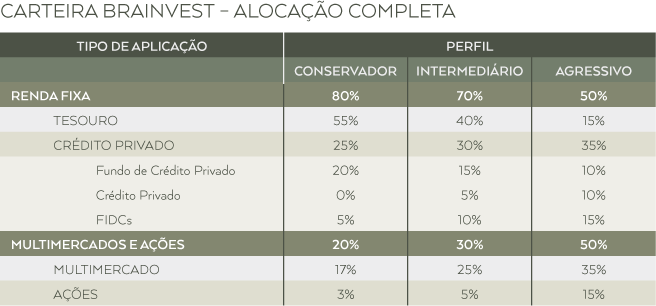 CARTEIRA BRAINVEST – ALOCAÇÃO COMPLETA
TIPO DE APLICAÇÃO PERFIL
CONSERVADOR INTERMEDIÁRIO AGRESSIVO
RENDA FIXA 80% 70% 50%
TESOURO 55% 40% 15%
CRÉDITO PRIVADO 25% 30% 35%
Fundo de Crédito Privado 20% 15% 10%
Crédito Privado 0% 5% 10%
FIDCs 5% 10% 15%
MULTIMERCADOS E AÇÕES 20% 30% 50%
MULTIMERCADO 17% 25% 35%
AÇÕES 3% 5% 15%